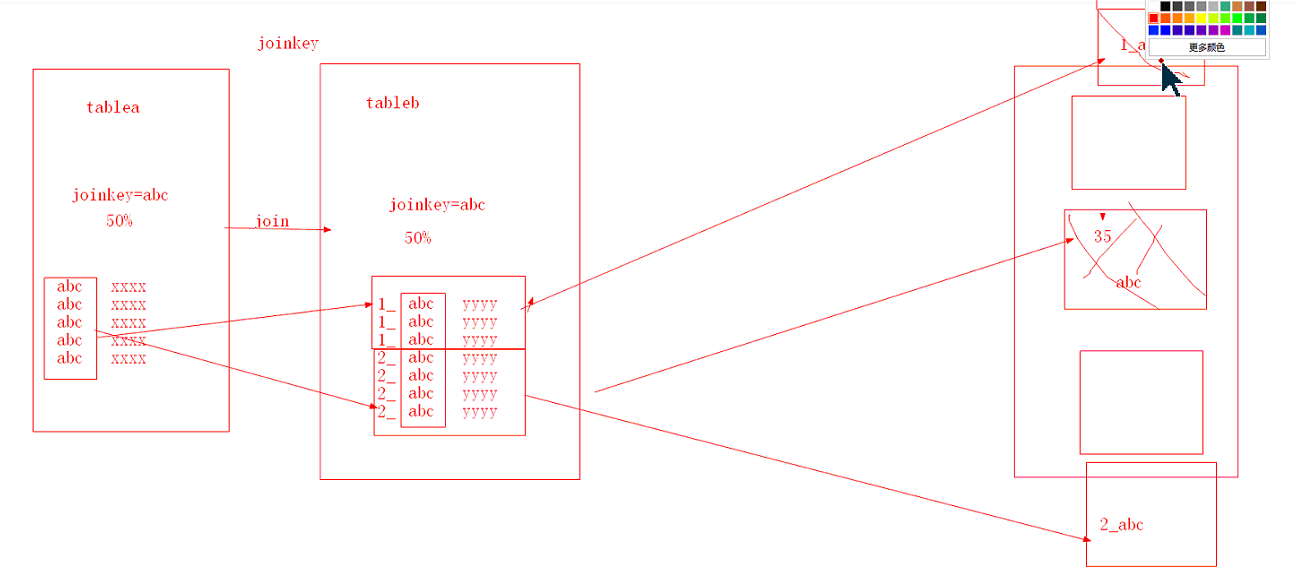 joinkey
tablea
joinkey=abc
50%
abc xxxx
abc xxxx
abc xxxx
abc xxxx
abc xxxx
join
tableb
joinkey=abc
50%
1_ abc yyyy
1_ abc yyyy
1_ abc yyyy
2_ abc yyyy
2_ abc yyyy
2_ abc yyyy
2_ abc yyyy
更多颜色
1_a
35
abc
2_abc